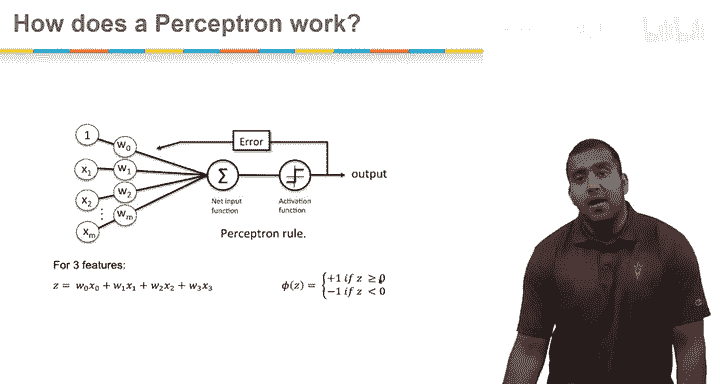 How does a Perceptron work?
1
w0
Error
x1
w1
Σ
output
x2
w2
⋮
wm
xm
Net input
function
Activation
function
Perceptron rule.
For 3 features:
z = w0x0 + w1x1 + w2x2 + w3x3
ϕ(z) = {+1 if z ≥ 0
−1 if z < 0